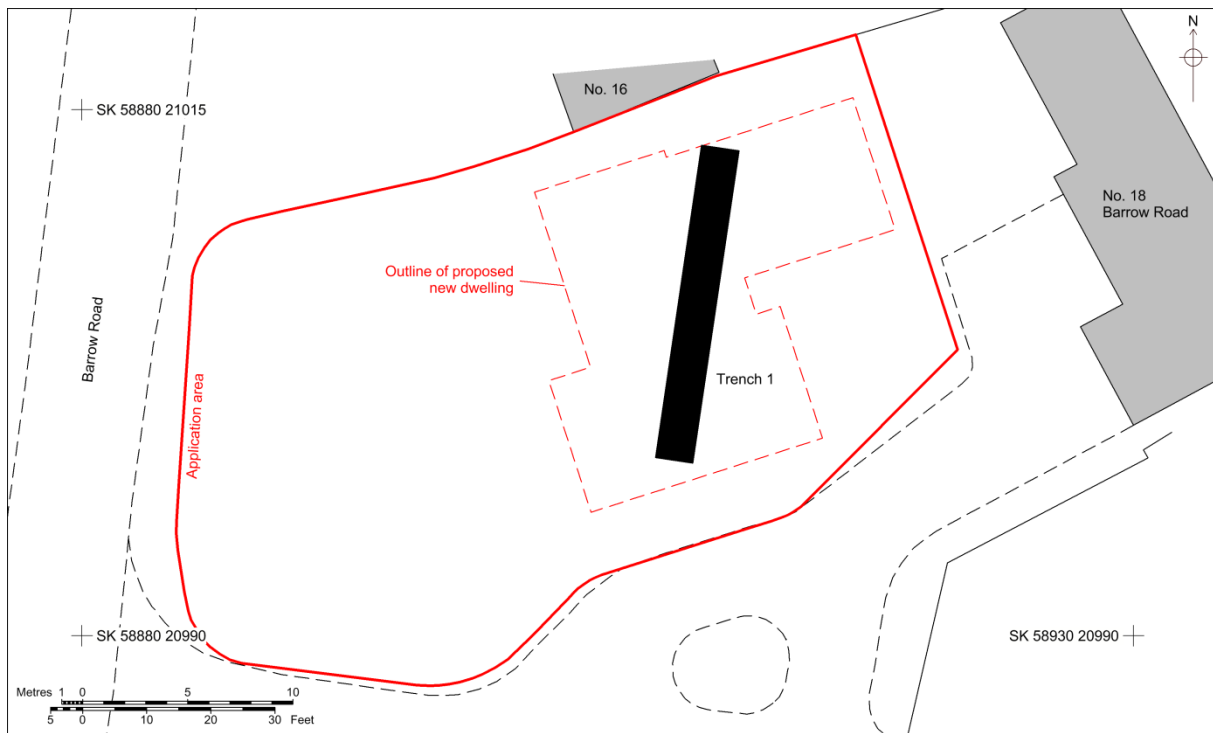 N
No. 16
SK 58880 21015
No. 18
Barrow Road
Outline of proposed
new dwelling
Barrow Road
Trench 1
Application area
SK 58880 20990
SK 58930 20990
Metres 1 0 5 10
5 0 10 20 30 Feet